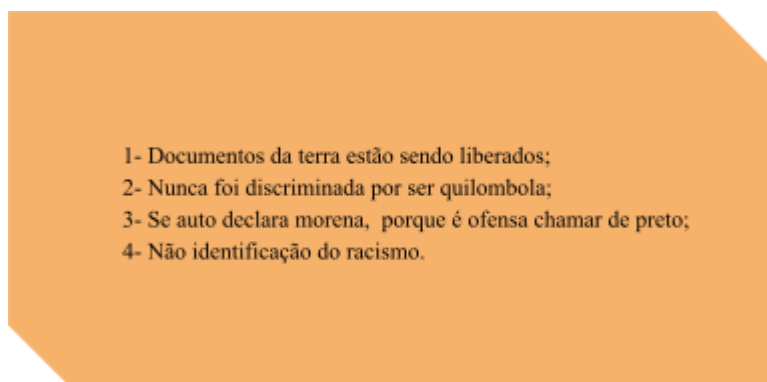 1- Documentos da terra estão sendo liberados;
2- Nunca foi discriminada por ser quilombola;
3- Se auto declara morena,  porque é ofensa chamar de preto;
4- Não identificação do racismo.